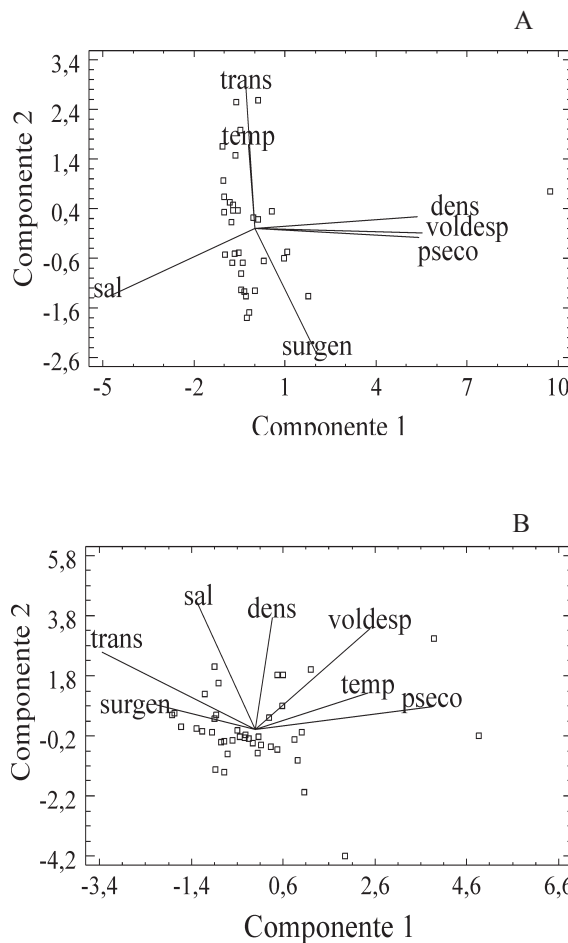 A
3,4
2,4
1,4
0,4
-0,6
-1,6
-2,6
Componente 2
trans
temp
dens
voldesp
pseco
sal
surgen
-5 -2 1 4 7 10
Componente 1
B
5,8
3,8
1,8
-0,2
-2,2
-4,2
Componente 2
sal
dens
voldesp
trans
temp
surgen
pseco
-3,4 -1,4 0,6 2,6 4,6 6,6
Componente 1